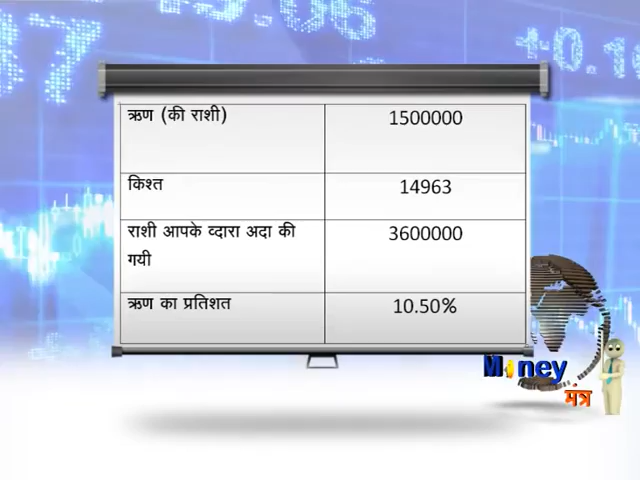 ऋण (की राशी) 1500000
किश्त 14963
राशी आपके व्दारा अदा की
गयी 3600000
ऋण का प्रतिशत 10.50%
Money
मंत्र